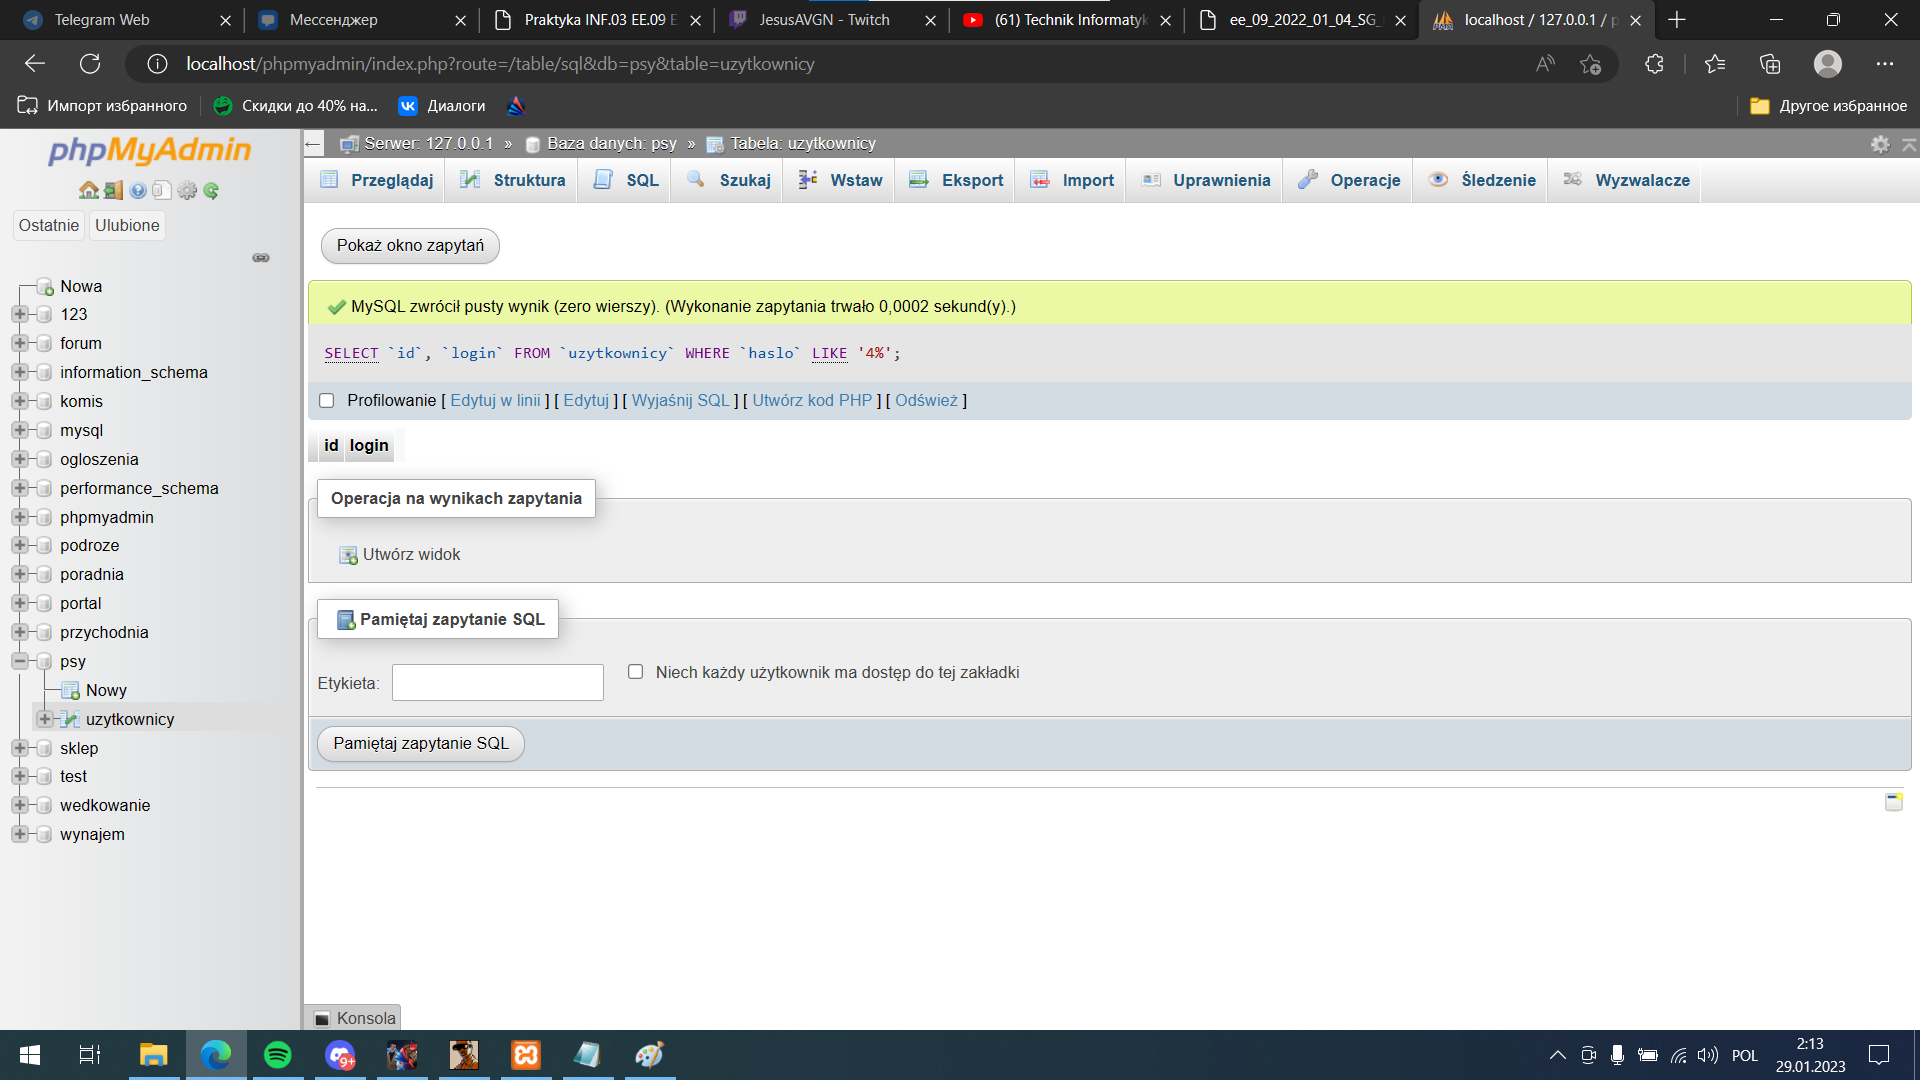 Telegram Web
Мессенджер
Praktyka INF.03 EE.09 E
JesusAVGN - Twitch
(61) Technik Informatyk
ee_09_2022_01_04_SG_
localhost / 127.0.0.1 / p
localhost/phpmyadmin/index.php?route=/table/sql&db=psy&table=uzytkownicy
Импорт избранного
Скидки до 40% на...
Диалоги
Другое избранное
phpMyAdmin
Ostatnie
Ulubione
Nowa
123
forum
information_schema
komis
mysql
ogloszenia
performance_schema
phpmyadmin
podroze
poradnia
portal
przychodnia
psy
Nowy
uzytkownicy
sklep
test
wedkowanie
wynajem
Serwer: 127.0.0.1 » Baza danych: psy » Tabela: uzytkownicy
Przeglądaj
Struktura
SQL
Szukaj
Wstaw
Eksport
Import
Uprawnienia
Operacje
Śledzenie
Wyzwalacze
Pokaż okno zapytań
MySQL zwrócił pusty wynik (zero wierszy). (Wykonanie zapytania trwało 0,0002 sekund(y).)
SELECT `id`, `login` FROM `uzytkownicy` WHERE `haslo` LIKE '4%';
Profilowanie [ Edytuj w linii ] [ Edytuj ] [ Wyjaśnij SQL ] [ Utwórz kod PHP ] [ Odśwież ]
id login
Operacja na wynikach zapytania
Utwórz widok
Pamiętaj zapytanie SQL
Etykieta:
Niech każdy użytkownik ma dostęp do tej zakładki
Pamiętaj zapytanie SQL
Konsola
9+
POL
2:13
29.01.2023